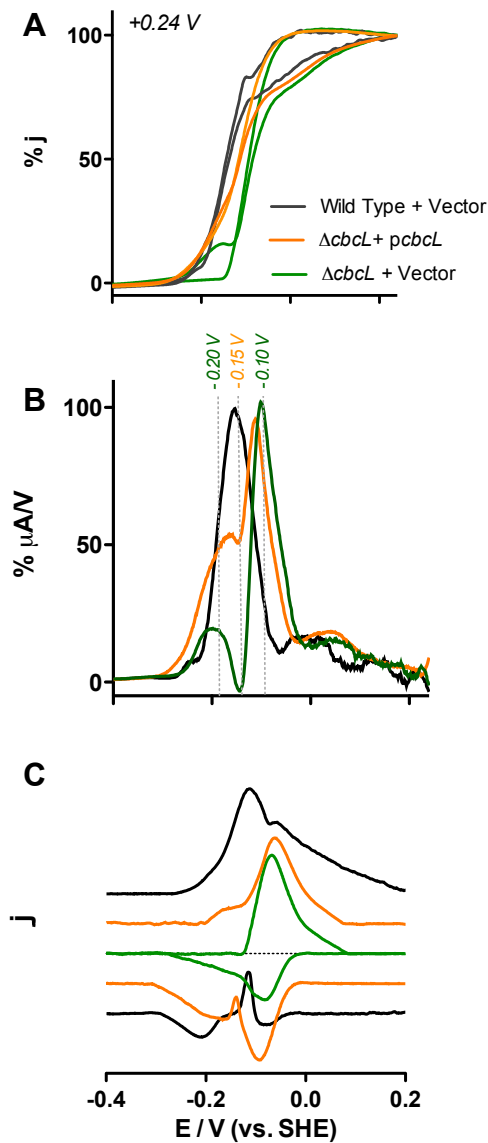 A
+0.24 V
100
% j
50
Wild Type + Vector
ΔcbcL+ pcbcL
ΔcbcL + Vector
0
- 0.20 V
- 0.15 V
- 0.10 V
B
100
% μA/V
50
0
C
j
-0.4
-0.2
0.0
0.2
E / V (vs. SHE)